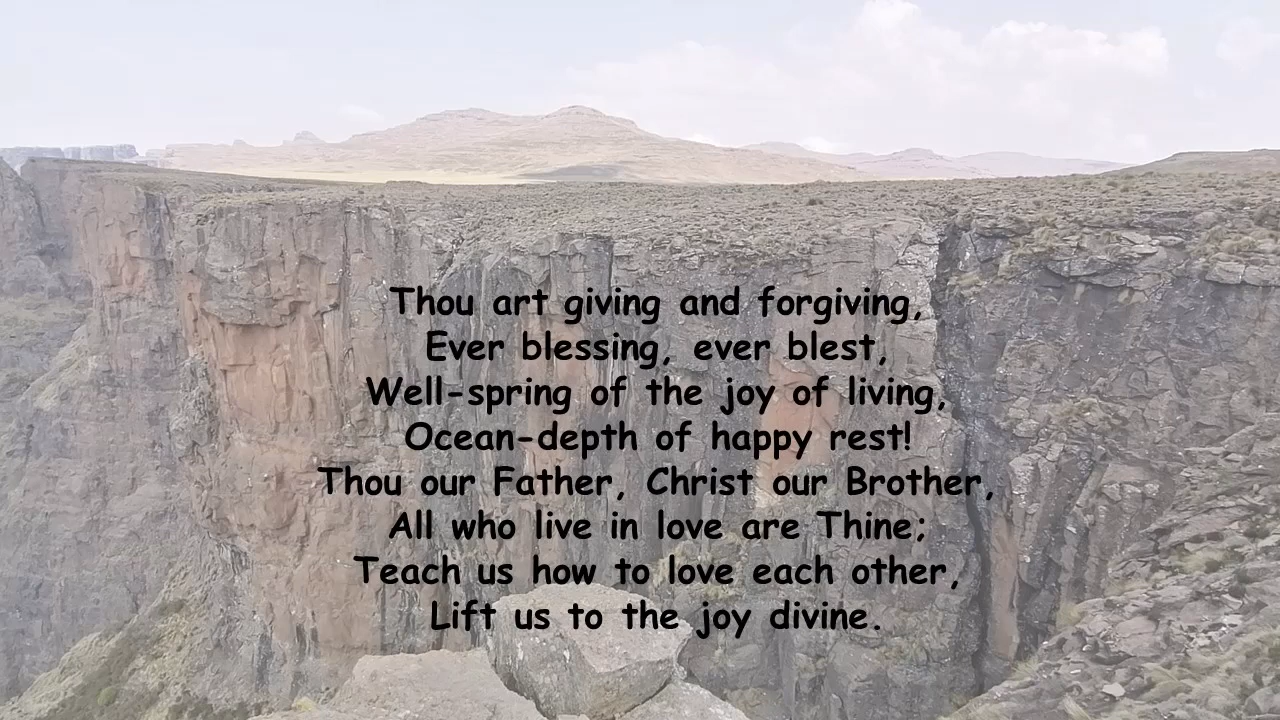 Thou art giving and forgiving,
Ever blessing, ever blest,
Well-spring of the joy of living,
Ocean-depth of happy rest!
Thou our Father, Christ our Brother,
All who live in love are Thine;
Teach us how to love each other,
Lift us to the joy divine.